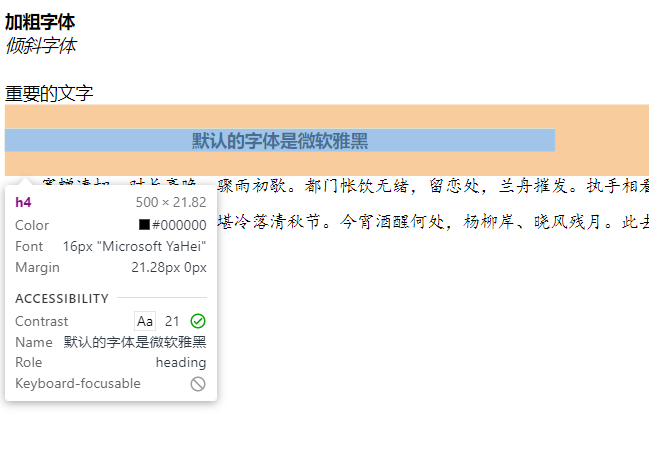 加粗字体
倾斜字体
重要的文字
默认的字体是微软雅黑
骤雨初歇。都门帐饮无绪，留恋处，兰舟摧发。执手相看
堪冷落清秋节。今宵酒醒何处，杨柳岸、晓风残月。此去
h4 500 × 21.82
Color #000000
Font 16px "Microsoft YaHei"
Margin 21.28px 0px
ACCESSIBILITY
Contrast Aa 21
Name 默认的字体是微软雅黑
Role heading
Keyboard-focusable